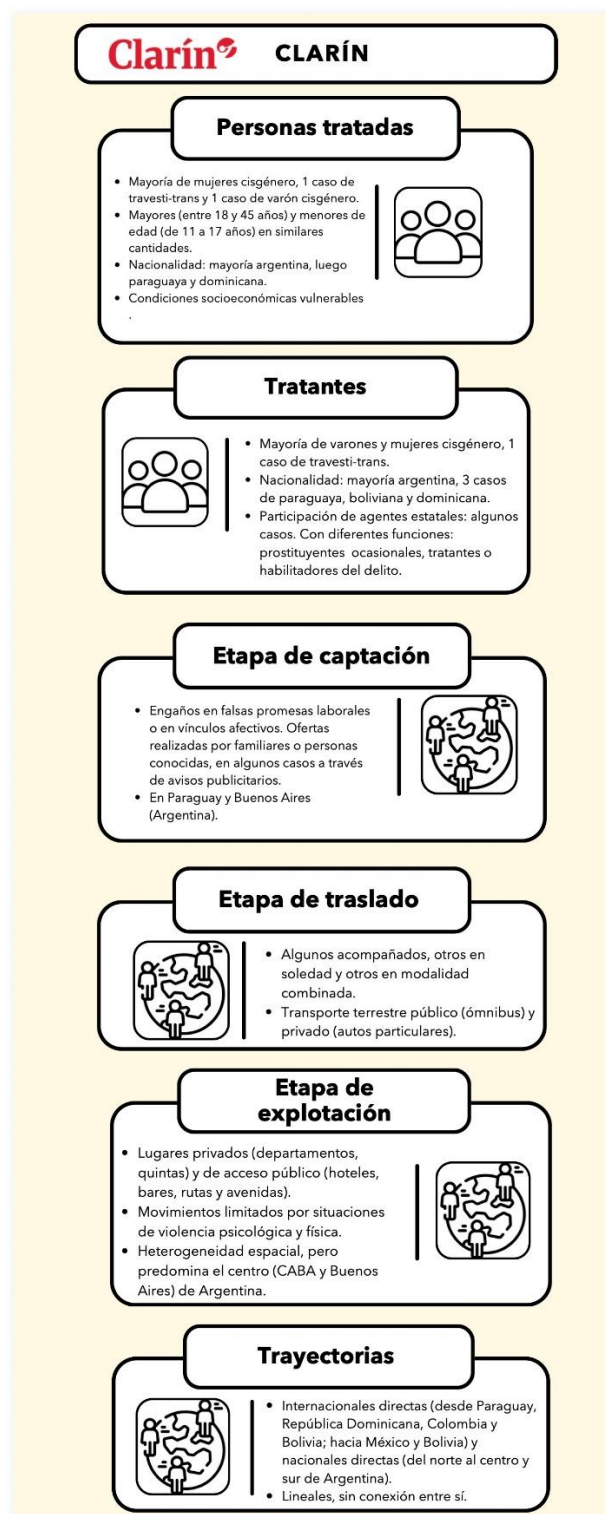 Clarín CLARÍN
Personas tratadas
• Mayoría de mujeres cisgénero, 1 caso de
travesti-trans y 1 caso de varón cisgénero.
• Mayores (entre 18 y 45 años) y menores de
edad (de 11 a 17 años) en similares
cantidades.
• Nacionalidad: mayoría argentina, luego
paraguaya y dominicana.
• Condiciones socioeconómicas vulnerables
.
Tratantes
• Mayoría de varones y mujeres cisgénero, 1
caso de travesti-trans.
• Nacionalidad: mayoría argentina, 3 casos
de paraguaya, boliviana y dominicana.
• Participación de agentes estatales: algunos
casos. Con diferentes funciones:
prostituyentes ocasionales, tratantes o
habilitadores del delito.
Etapa de captación
• Engaños en falsas promesas laborales
o en vínculos afectivos. Ofertas
realizadas por familiares o personas
conocidas, en algunos casos a través
de avisos publicitarios.
• En Paraguay y Buenos Aires
(Argentina).
Etapa de traslado
• Algunos acompañados, otros en
soledad y otros en modalidad
combinada.
• Transporte terrestre público (ómnibus) y
privado (autos particulares).
Etapa de
explotación
• Lugares privados (departamentos,
quintas) y de acceso público (hoteles,
bares, rutas y avenidas).
• Movimientos limitados por situaciones
de violencia psicológica y física.
• Heterogeneidad espacial, pero
predomina el centro (CABA y Buenos
Aires) de Argentina.
Trayectorias
• Internacionales directas (desde Paraguay,
República Dominicana, Colombia y
Bolivia; hacia México y Bolivia) y
nacionales directas (del norte al centro y
sur de Argentina).
• Lineales, sin conexión entre sí.